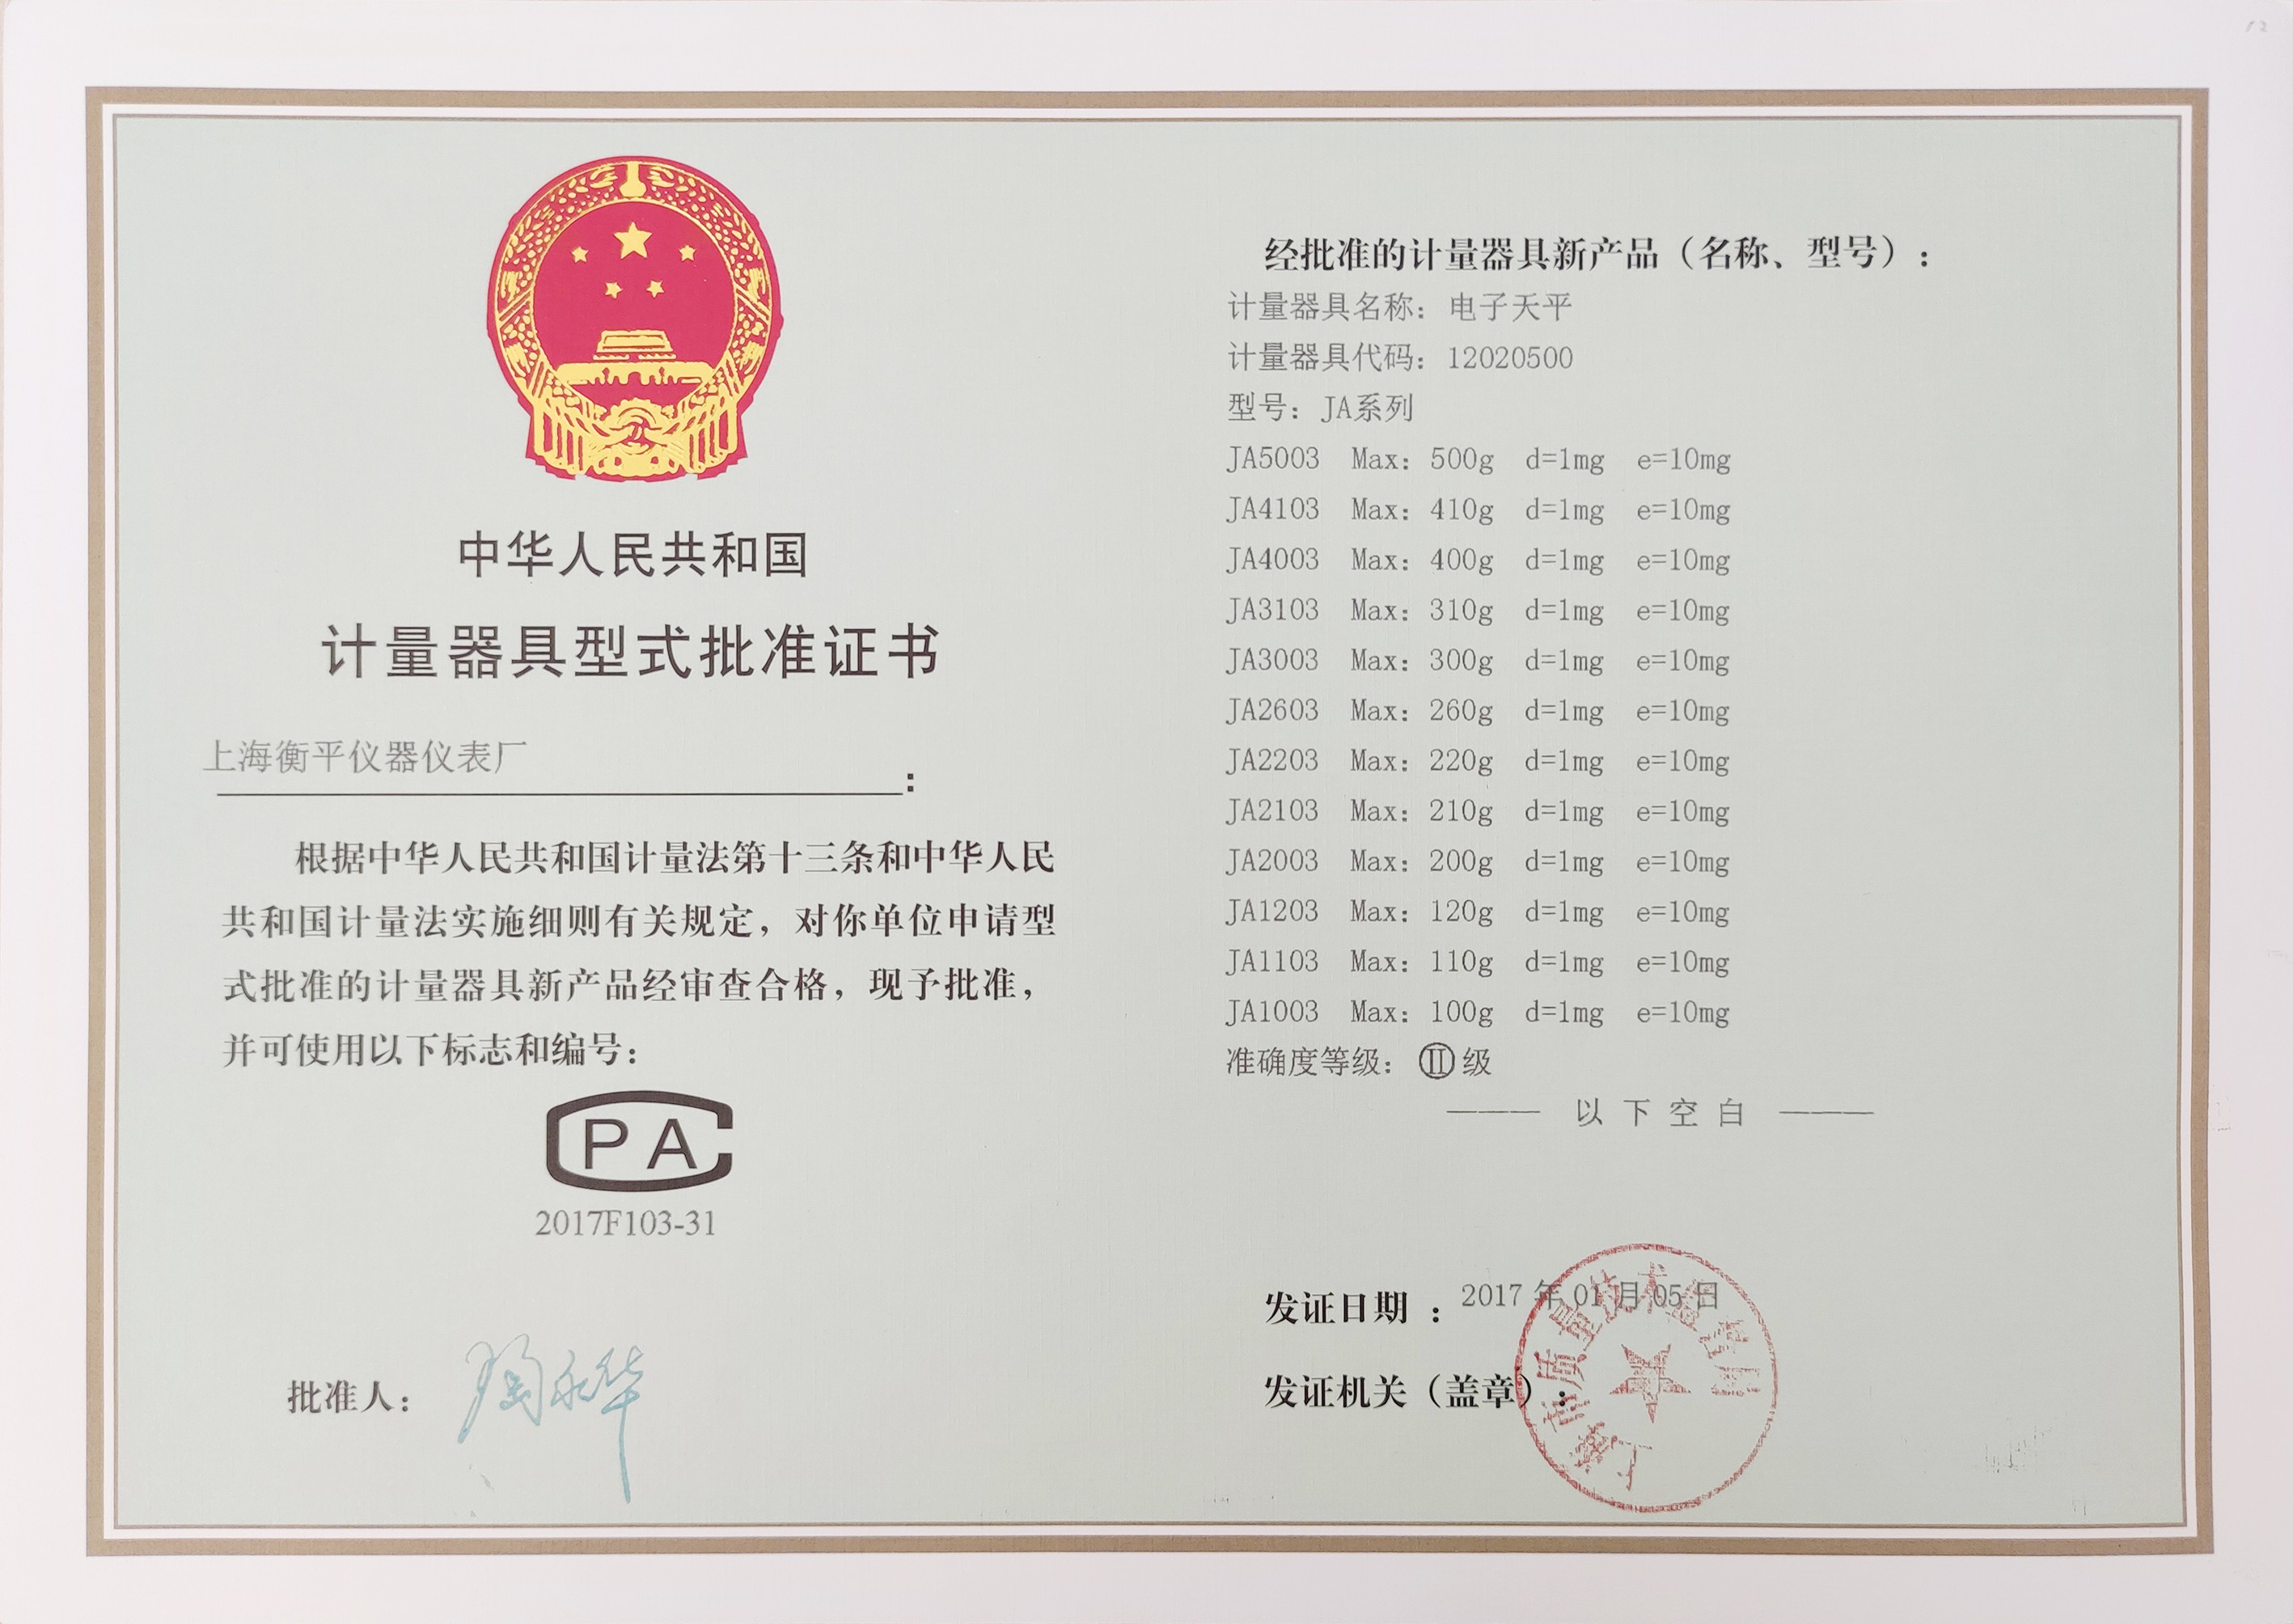 中华人民共和国
计量器具型式批准证书
上海衡平仪器仪表厂
:
根据中华人民共和国计量法第十三条和中华人民
共和国计量法实施细则有关规定，对你单位申请型
式批准的计量器具新产品经审查合格，现予批准，
并可使用以下标志和编号：
CPA
2017F103-31
批准人：
经批准的计量器具新产品（名称、型号）：
计量器具名称：电子天平
计量器具代码：12020500
型号：JA系列
JA5003 Max：500g d=1mg e=10mg
JA4103 Max：410g d=1mg e=10mg
JA4003 Max：400g d=1mg e=10mg
JA3103 Max：310g d=1mg e=10mg
JA3003 Max：300g d=1mg e=10mg
JA2603 Max：260g d=1mg e=10mg
JA2203 Max：220g d=1mg e=10mg
JA2103 Max：210g d=1mg e=10mg
JA2003 Max：200g d=1mg e=10mg
JA1203 Max：120g d=1mg e=10mg
JA1103 Max：110g d=1mg e=10mg
JA1003 Max：100g d=1mg e=10mg
准确度等级：Ⅱ级
——— 以下空白 ———
发证日期：2017年01月05日
发证机关（盖章）：
市质量技术监督局